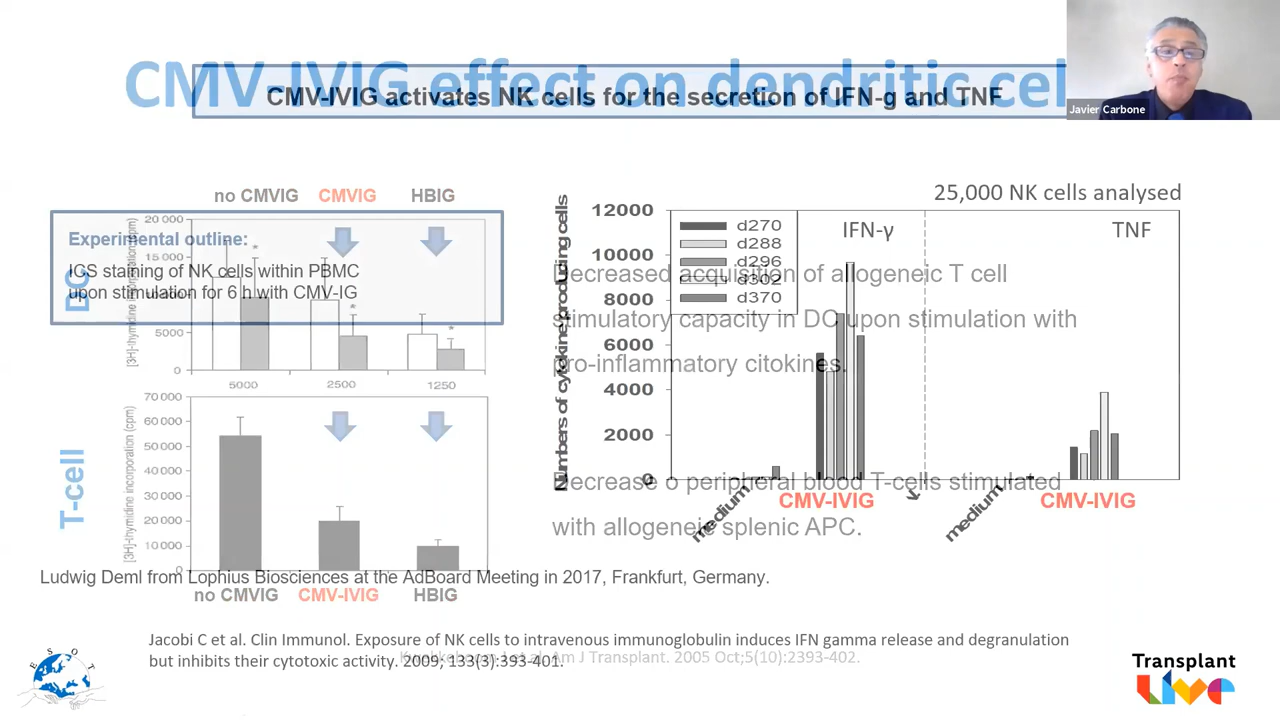 CMV-IVIG effect on dendritic cel
CMV-IVIG activates NK cells for the secretion of IFN-g and TNF
Javier Carbone
no CMVIG CMVIG HBIG
Experimental outline:
ICS staining of NK cells within PBMC
upon stimulation for 6 h with CMV-IG
DC
[3H]-thymidine incorporation (cpm)
20 000
15 000
10 000
5000
0
5000 2500 1250
T-cell
[3H]-thymidine incorporation (cpm)
70 000
60 000
50 000
40 000
30 000
20 000
10 000
0
no CMVIG CMV-IVIG HBIG
25,000 NK cells analysed
Numbers of cytokine producing cells
12000
10000
8000
6000
4000
2000
0
d270
d288
d296
d302
d370
IFN-γ
TNF
medium CMV-IVIG medium CMV-IVIG
Decreased acquisition of allogeneic T cell
stimulatory capacity in DC upon stimulation with
pro-inflammatory citokines.
Decrease o peripheral blood T-cells stimulated
with allogeneic splenic APC.
Ludwig Deml from Lophius Biosciences at the AdBoard Meeting in 2017, Frankfurt, Germany.
Jacobi C et al. Clin Immunol. Exposure of NK cells to intravenous immunoglobulin induces IFN gamma release and degranulation
but inhibits their cytotoxic activity. 2009; 133(3):393-401.
et al. Am J Transplant. 2005 Oct;5(10):2393-402.
ESOT
Transplant
Live